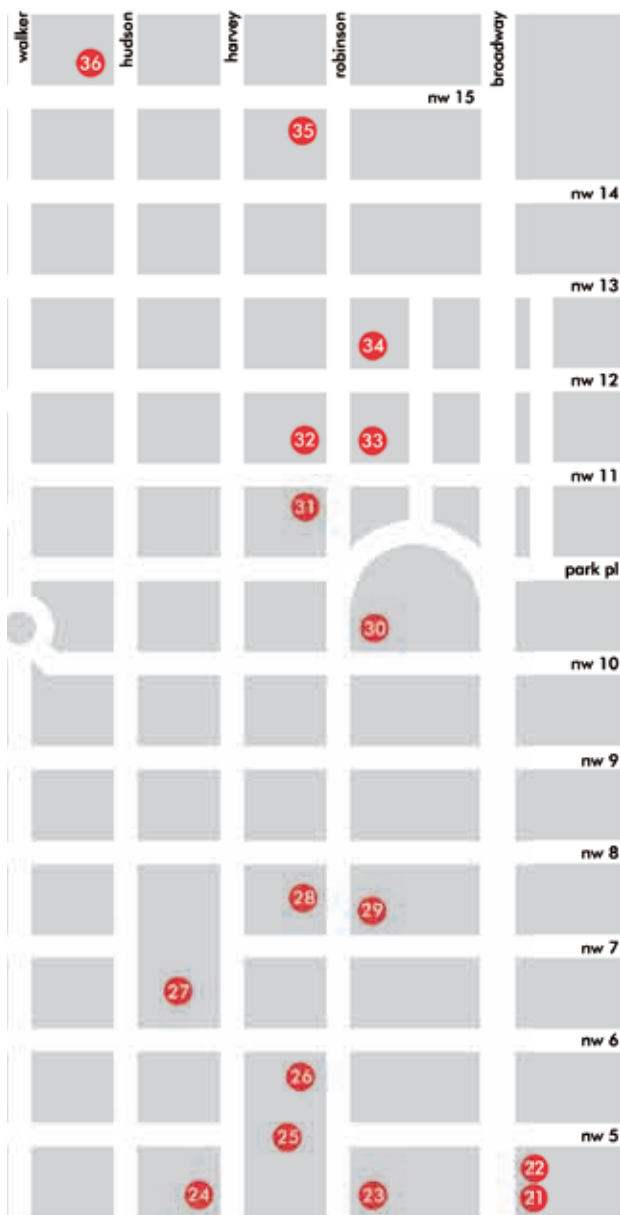 walker
hudson
harvey
robinson
broadway
36
nw 15
35
nw 14
nw 13
34
nw 12
32
33
nw 11
31
park pl
30
nw 10
nw 9
nw 8
28
29
nw 7
27
nw 6
26
25
nw 5
22
24
23
21